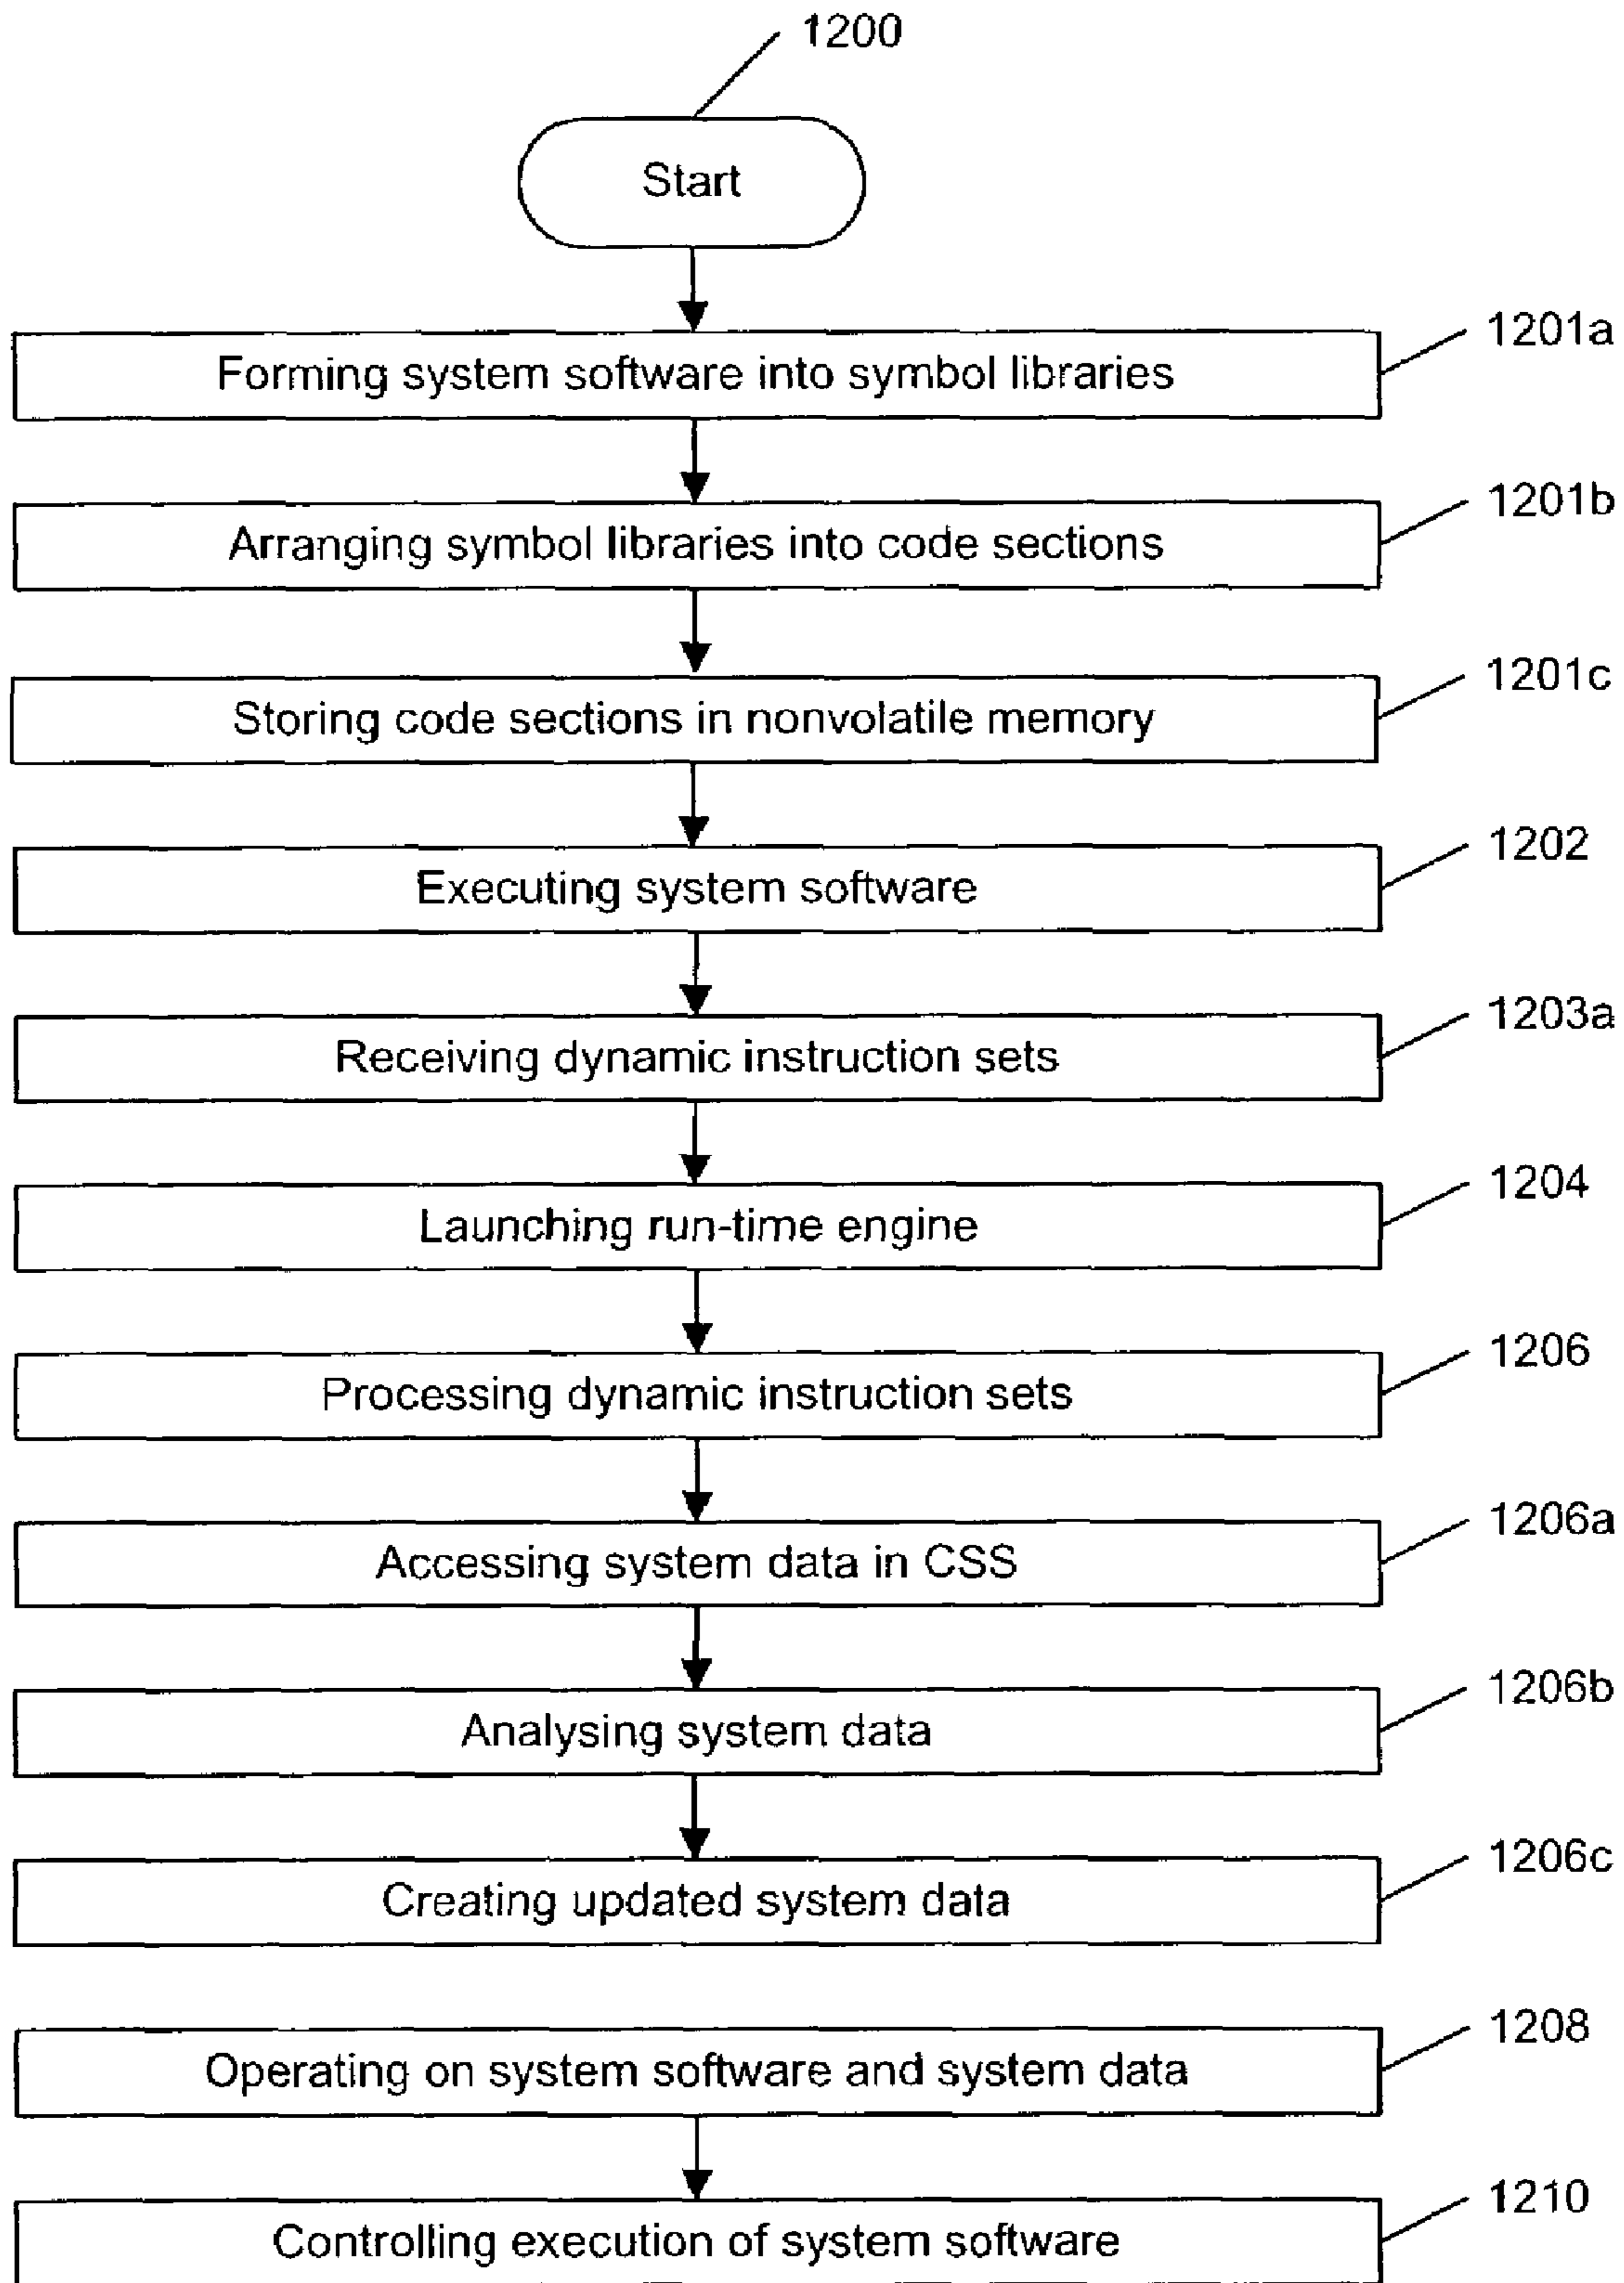 1200
Start
1201a
Forming system software into symbol libraries
1201b
Arranging symbol libraries into code sections
1201c
Storing code sections in nonvolatile memory
1202
Executing system software
1203a
Receiving dynamic instruction sets
1204
Launching run-time engine
1206
Processing dynamic instruction sets
1206a
Accessing system data in CSS
1206b
Analysing system data
1206c
Creating updated system data
1208
Operating on system software and system data
1210
Controlling execution of system software